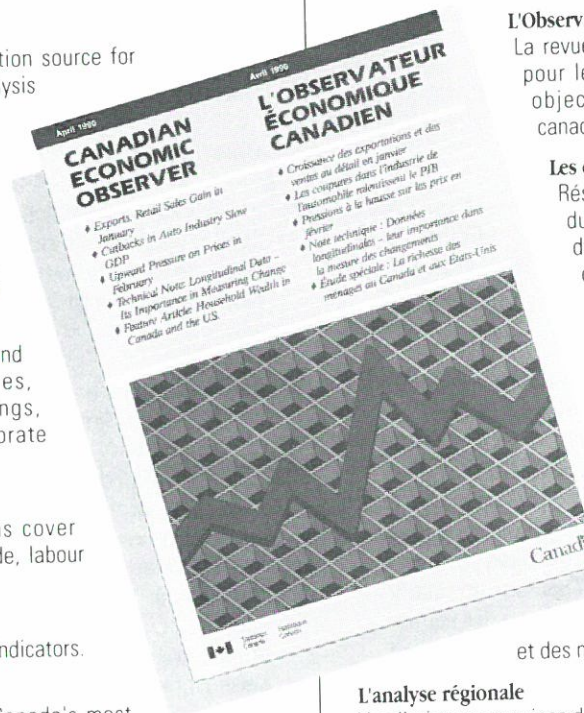 tion source for
ysis
nd
es,
ngs,
orate
s cover
de, labour
ndicators.
Canada's most
April 1990
CANADIAN
ECONOMIC
OBSERVER
♦ Exports, Retail Sales Gain in
January
♦ Cutbacks in Auto Industry Slow
GDP
♦ Upward Pressure on Prices in
February
♦ Technical Note: Longitudinal Data -
Its Importance in Measuring Change
♦ Feature Article: Household Wealth in
Canada and the U.S.
Avril 1990
L'OBSERVATEUR
ÉCONOMIQUE
CANADIEN
♦ Croissance des exportations et des
ventes au détail en janvier
♦ Les coupures dans l'industrie de
l'automobile ralentissent le PIB
♦ Pressions à la hausse sur les prix en
février
♦ Note technique : Données
longitudinales - leur importance dans
la mesure des changements
♦ Étude spéciale : La richesse des
ménages au Canada et aux États-Unis
Statistics Statistique
Canada Canada
Canad
L'Observ
La revue
pour le
objec
canad
Les
Rés
du
d
et des n
L'analyse régionale